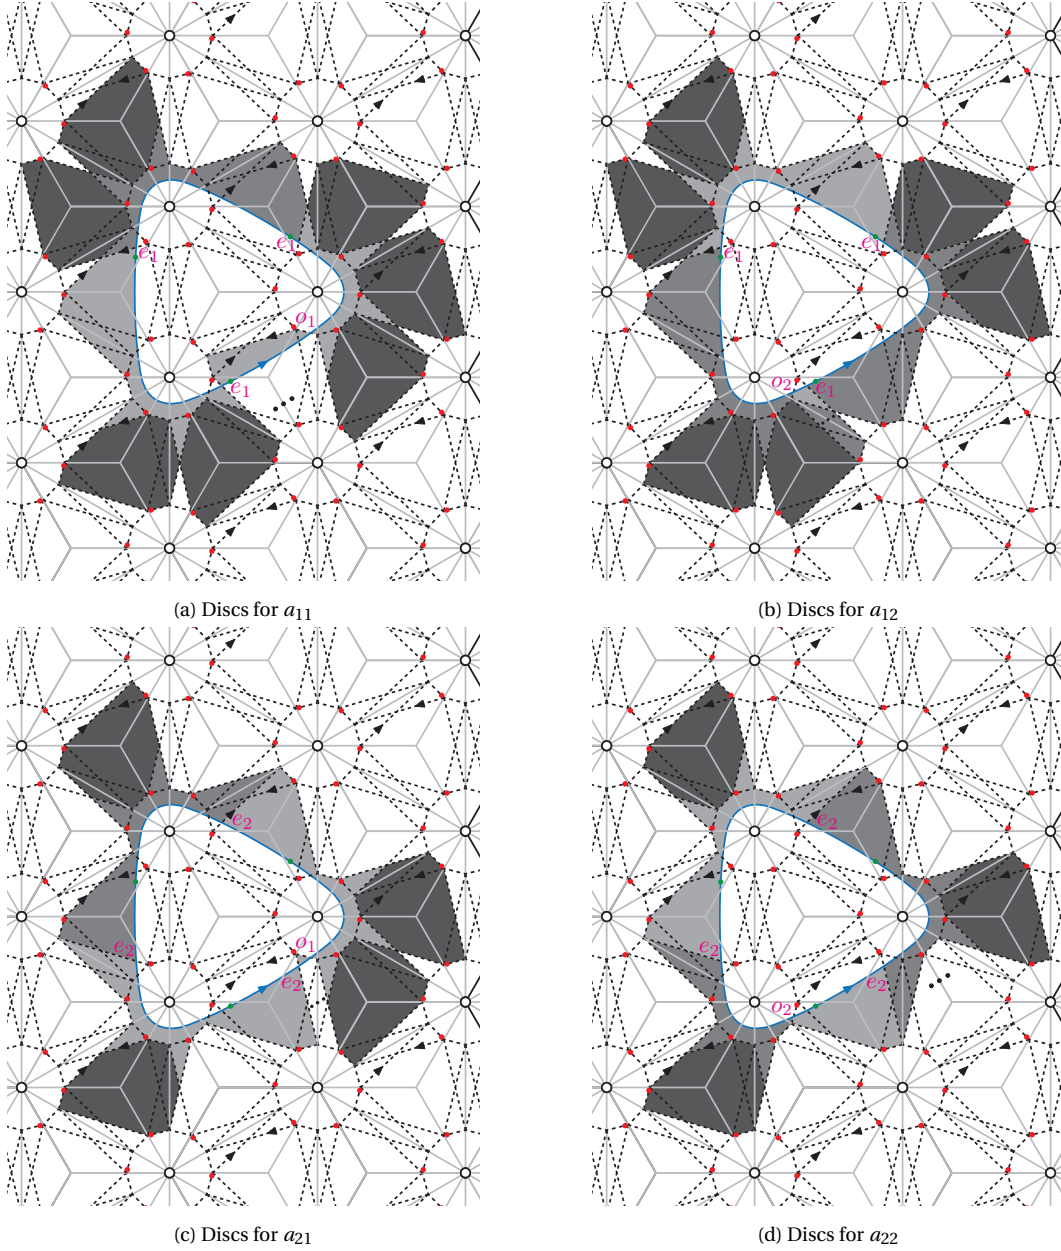 e₁
e₁
o₁
e₁
e₁
e₁
o₂
e₁
(a) Discs for a₁₁
(b) Discs for a₁₂
e₂
e₂
o₁
e₂
e₂
e₂
o₂
e₂
(c) Discs for a₂₁
(d) Discs for a₂₂